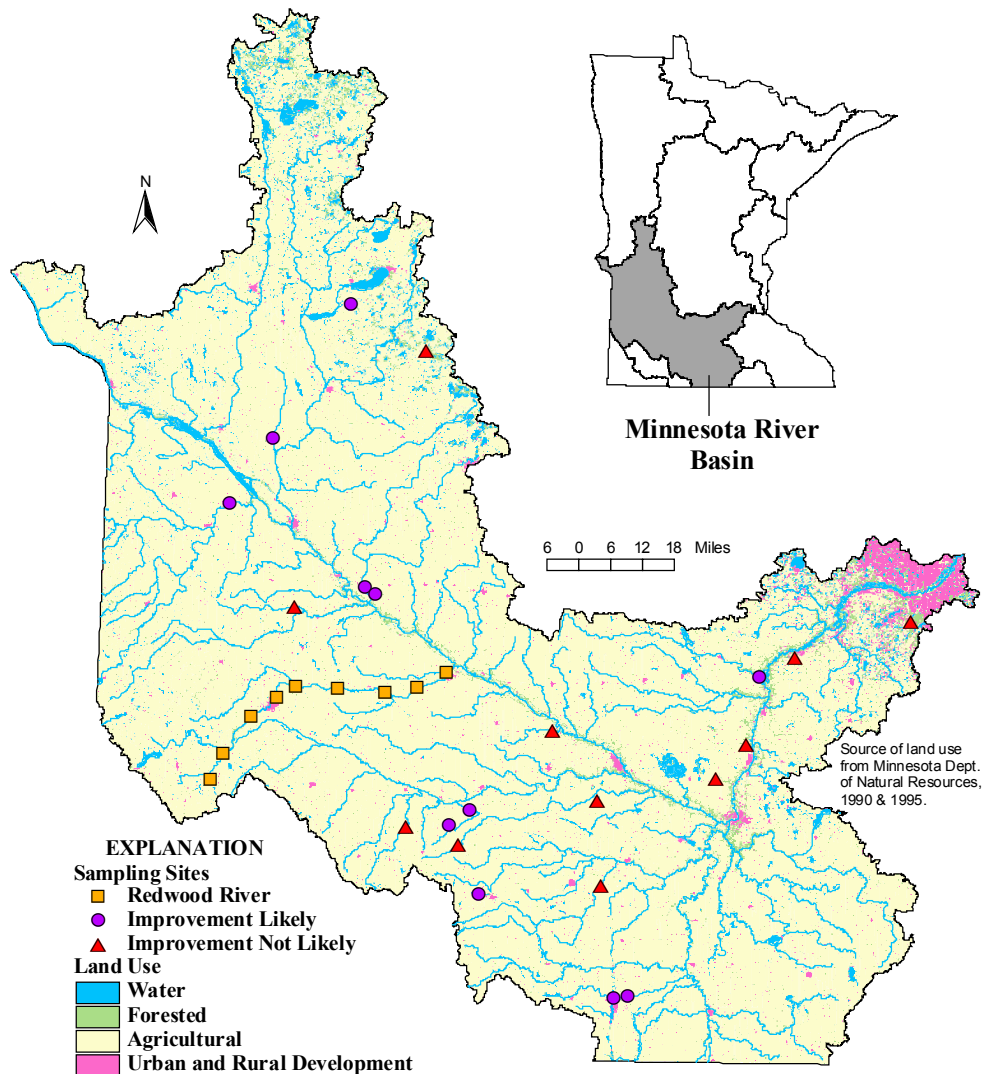 N
Minnesota River
Basin
6 0 6 12 18 Miles
Source of land use
from Minnesota Dept.
of Natural Resources,
1990 & 1995.
EXPLANATION
Sampling Sites
Redwood River
Improvement Likely
Improvement Not Likely
Land Use
Water
Forested
Agricultural
Urban and Rural Development